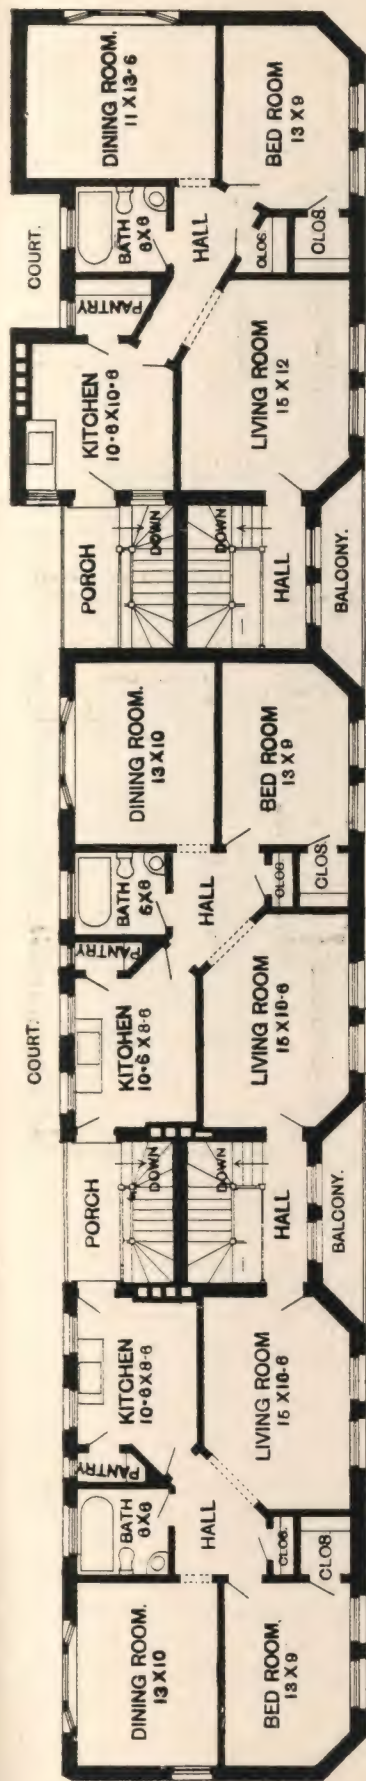 DINING ROOM.
13 X 10
BATH
6X6
PANTRY
KITCHEN
10-6 X 8-6
HALL
BED ROOM.
13 X 9
CLOS.
CLOS.
LIVING ROOM
15 X 10-6
PORCH
DOWN
DOWN
HALL
BALCONY.
COURT.
KITCHEN
10-6 X 8-6
PANTRY
BATH
6X6
DINING ROOM.
13 X 10
HALL
LIVING ROOM
15 X 10-6
CLOS
CLOS.
BED ROOM
13 X 9
PORCH
DOWN
DOWN
HALL
BALCONY.
COURT.
KITCHEN
10-6 X 10-6
PANTRY
BATH
6X6
DINING ROOM.
11 X 13-6
HALL
LIVING ROOM
15 X 12
CLOS
CLOS.
BED ROOM
13 X 9